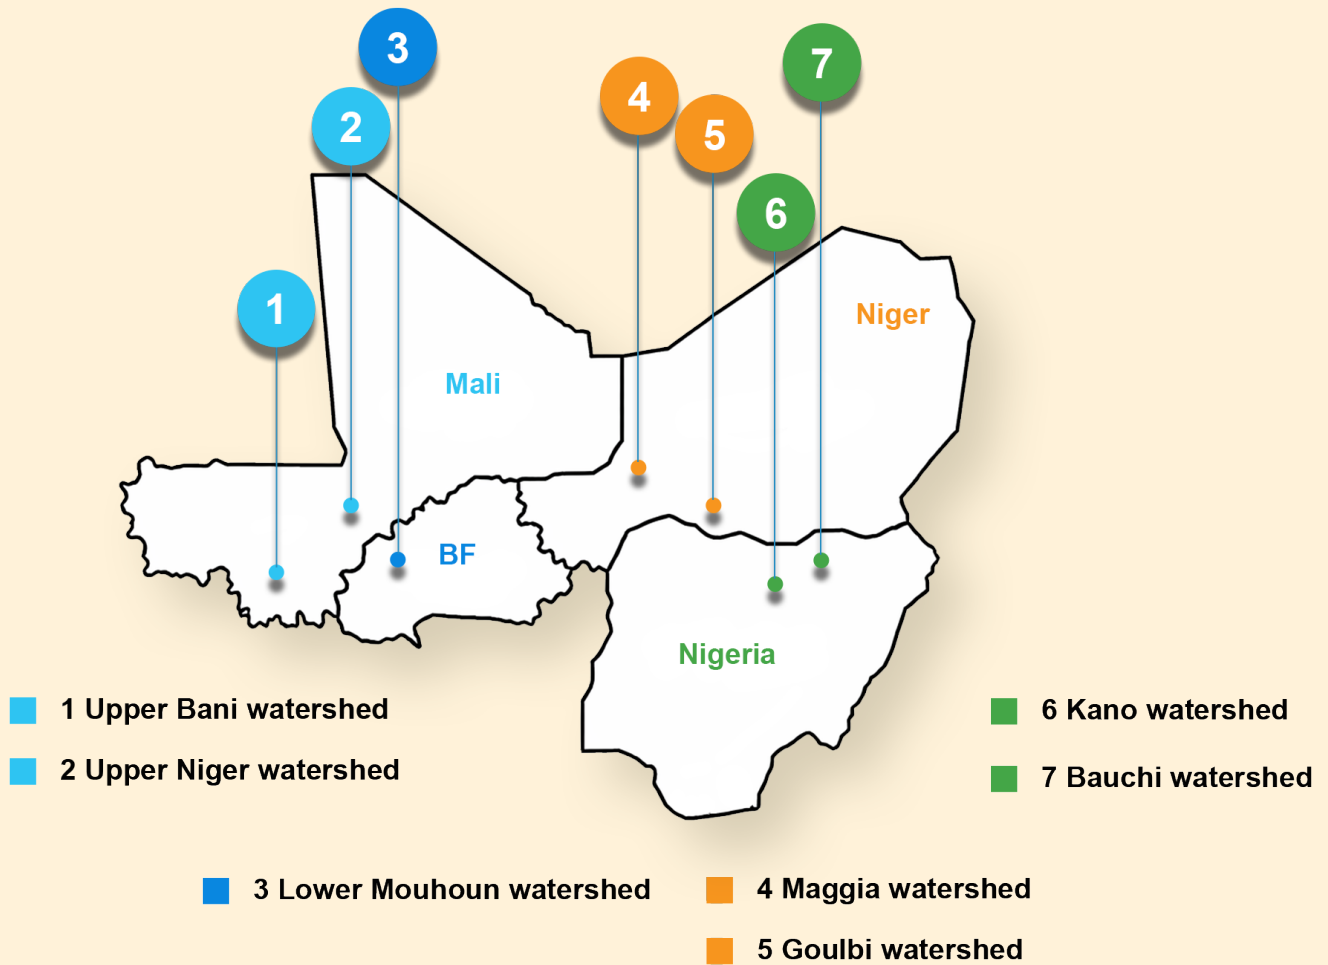 3
7
4
2
5
6
1
Niger
Mali
BF
Nigeria
1 Upper Bani watershed
2 Upper Niger watershed
6 Kano watershed
7 Bauchi watershed
3 Lower Mouhoun watershed
4 Maggia watershed
5 Goulbi watershed